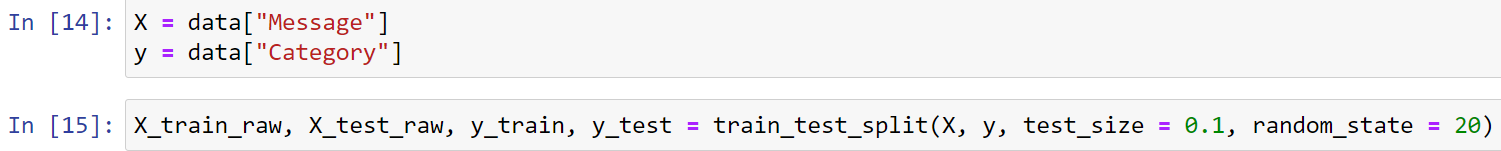 In [14]: X = data["Message"]
y = data["Category"]
In [15]: X_train_raw, X_test_raw, y_train, y_test = train_test_split(X, y, test_size = 0.1, random_state = 20)